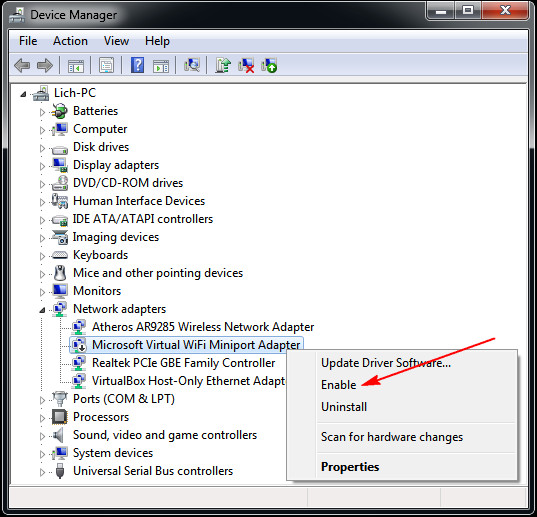 Device Manager
File Action View Help
Lich-PC
Batteries
Computer
Disk drives
Display adapters
DVD/CD-ROM drives
Human Interface Devices
IDE ATA/ATAPI controllers
Imaging devices
Keyboards
Mice and other pointing devices
Monitors
Network adapters
Atheros AR9285 Wireless Network Adapter
Microsoft Virtual WiFi Miniport Adapter
Realtek PCIe GBE Family Controller
VirtualBox Host-Only Ethernet Adapt
Ports (COM & LPT)
Processors
Sound, video and game controllers
System devices
Universal Serial Bus controllers
Update Driver Software...
Enable
Uninstall
Scan for hardware changes
Properties